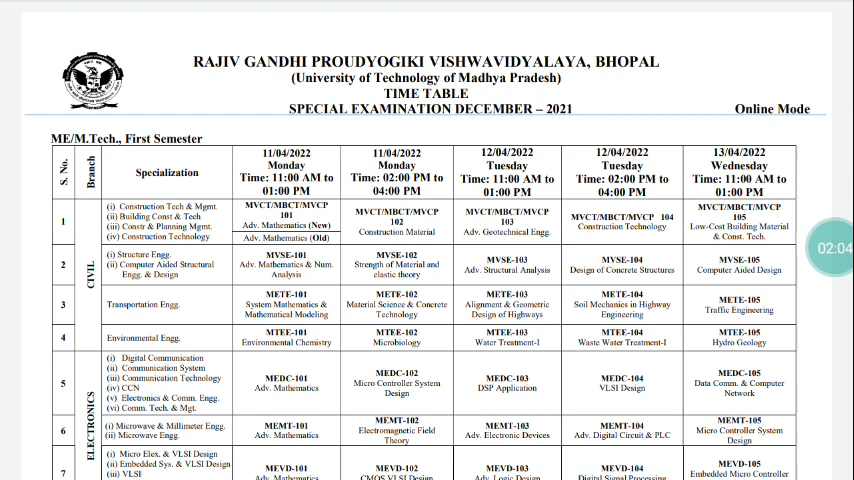 RAJIV GANDHI PROUDYOGIKI VISHWAVIDYALAYA, BHOPAL
(University of Technology of Madhya Pradesh)
TIME TABLE
SPECIAL EXAMINATION DECEMBER – 2021 Online Mode
ME/M.Tech., First Semester
S. No.
Branch
Specialization
11/04/2022
Monday
Time: 11:00 AM to
01:00 PM
11/04/2022
Monday
Time: 02:00 PM to
04:00 PM
12/04/2022
Tuesday
Time: 11:00 AM to
01:00 PM
12/04/2022
Tuesday
Time: 02:00 PM to
04:00 PM
13/04/2022
Wednesday
Time: 11:00 AM to
01:00 PM
1
CIVIL
(i) Construction Tech & Mgmt.
(ii) Building Const & Tech
(iii) Constr & Planning Mgmt.
(iv) Construction Technology
MVCT/MBCT/MVCP
101
Adv. Mathematics (New)
Adv. Mathematics (Old)
MVCT/MBCT/MVCP
102
Construction Material
MVCT/MBCT/MVCP
103
Adv. Geotechnical Engg.
MVCT/MBCT/MVCP 104
Construction Technology
MVCT/MBCT/MVCP
105
Low-Cost Building Material
& Const. Tech.
2
(i) Structure Engg.
(ii) Computer Aided Structural
Engg. & Design
MVSE-101
Adv. Mathematics & Num.
Analysis
MVSE-102
Strength of Material and
elastic theory
MVSE-103
Adv. Structural Analysis
MVSE-104
Design of Concrete Structures
MVSE-105
Computer Aided Design
3
Transportation Engg.
METE-101
System Mathematics &
Mathematical Modeling
METE-102
Material Science & Concrete
Technology
METE-103
Alignment & Geometric
Design of Highways
METE-104
Soil Mechanics in Highway
Engineering
METE-105
Traffic Engineering
4
Environmental Engg.
MTEE-101
Environmental Chemistry
MTEE-102
Microbiology
MTEE-103
Water Treatment-I
MTEE-104
Waste Water Treatment-I
MTEE-105
Hydro Geology
5
ELECTRONICS
(i) Digital Communication
(ii) Communication System
(iii) Communication Technology
(iv) CCN
(v) Electronics & Comm. Engg.
(vi) Comm. Tech. & Mgt.
MEDC-101
Adv. Mathematics
MEDC-102
Micro Controller System
Design
MEDC-103
DSP Application
MEDC-104
VLSI Design
MEDC-105
Data Comm. & Computer
Network
6
(i) Microwave & Millimeter Engg.
(ii) Microwave Engg.
MEMT-101
Adv. Mathematics
MEMT-102
Electromagnetic Field
Theory
MEMT-103
Adv. Electronic Devices
MEMT-104
Adv. Digital Circuit & PLC
MEMT-105
Micro Controller System
Design
7
(i) Micro Elex. & VLSI Design
(ii) Embedded Sys. & VLSI Design
(iii) VLSI
MEVD-101
Adv. Mathematics
MEVD-102
CMOS VLSI Design
MEVD-103
Adv. Logic Design
MEVD-104
Digital Signal Processing
MEVD-105
Embedded Micro Controller
02:04